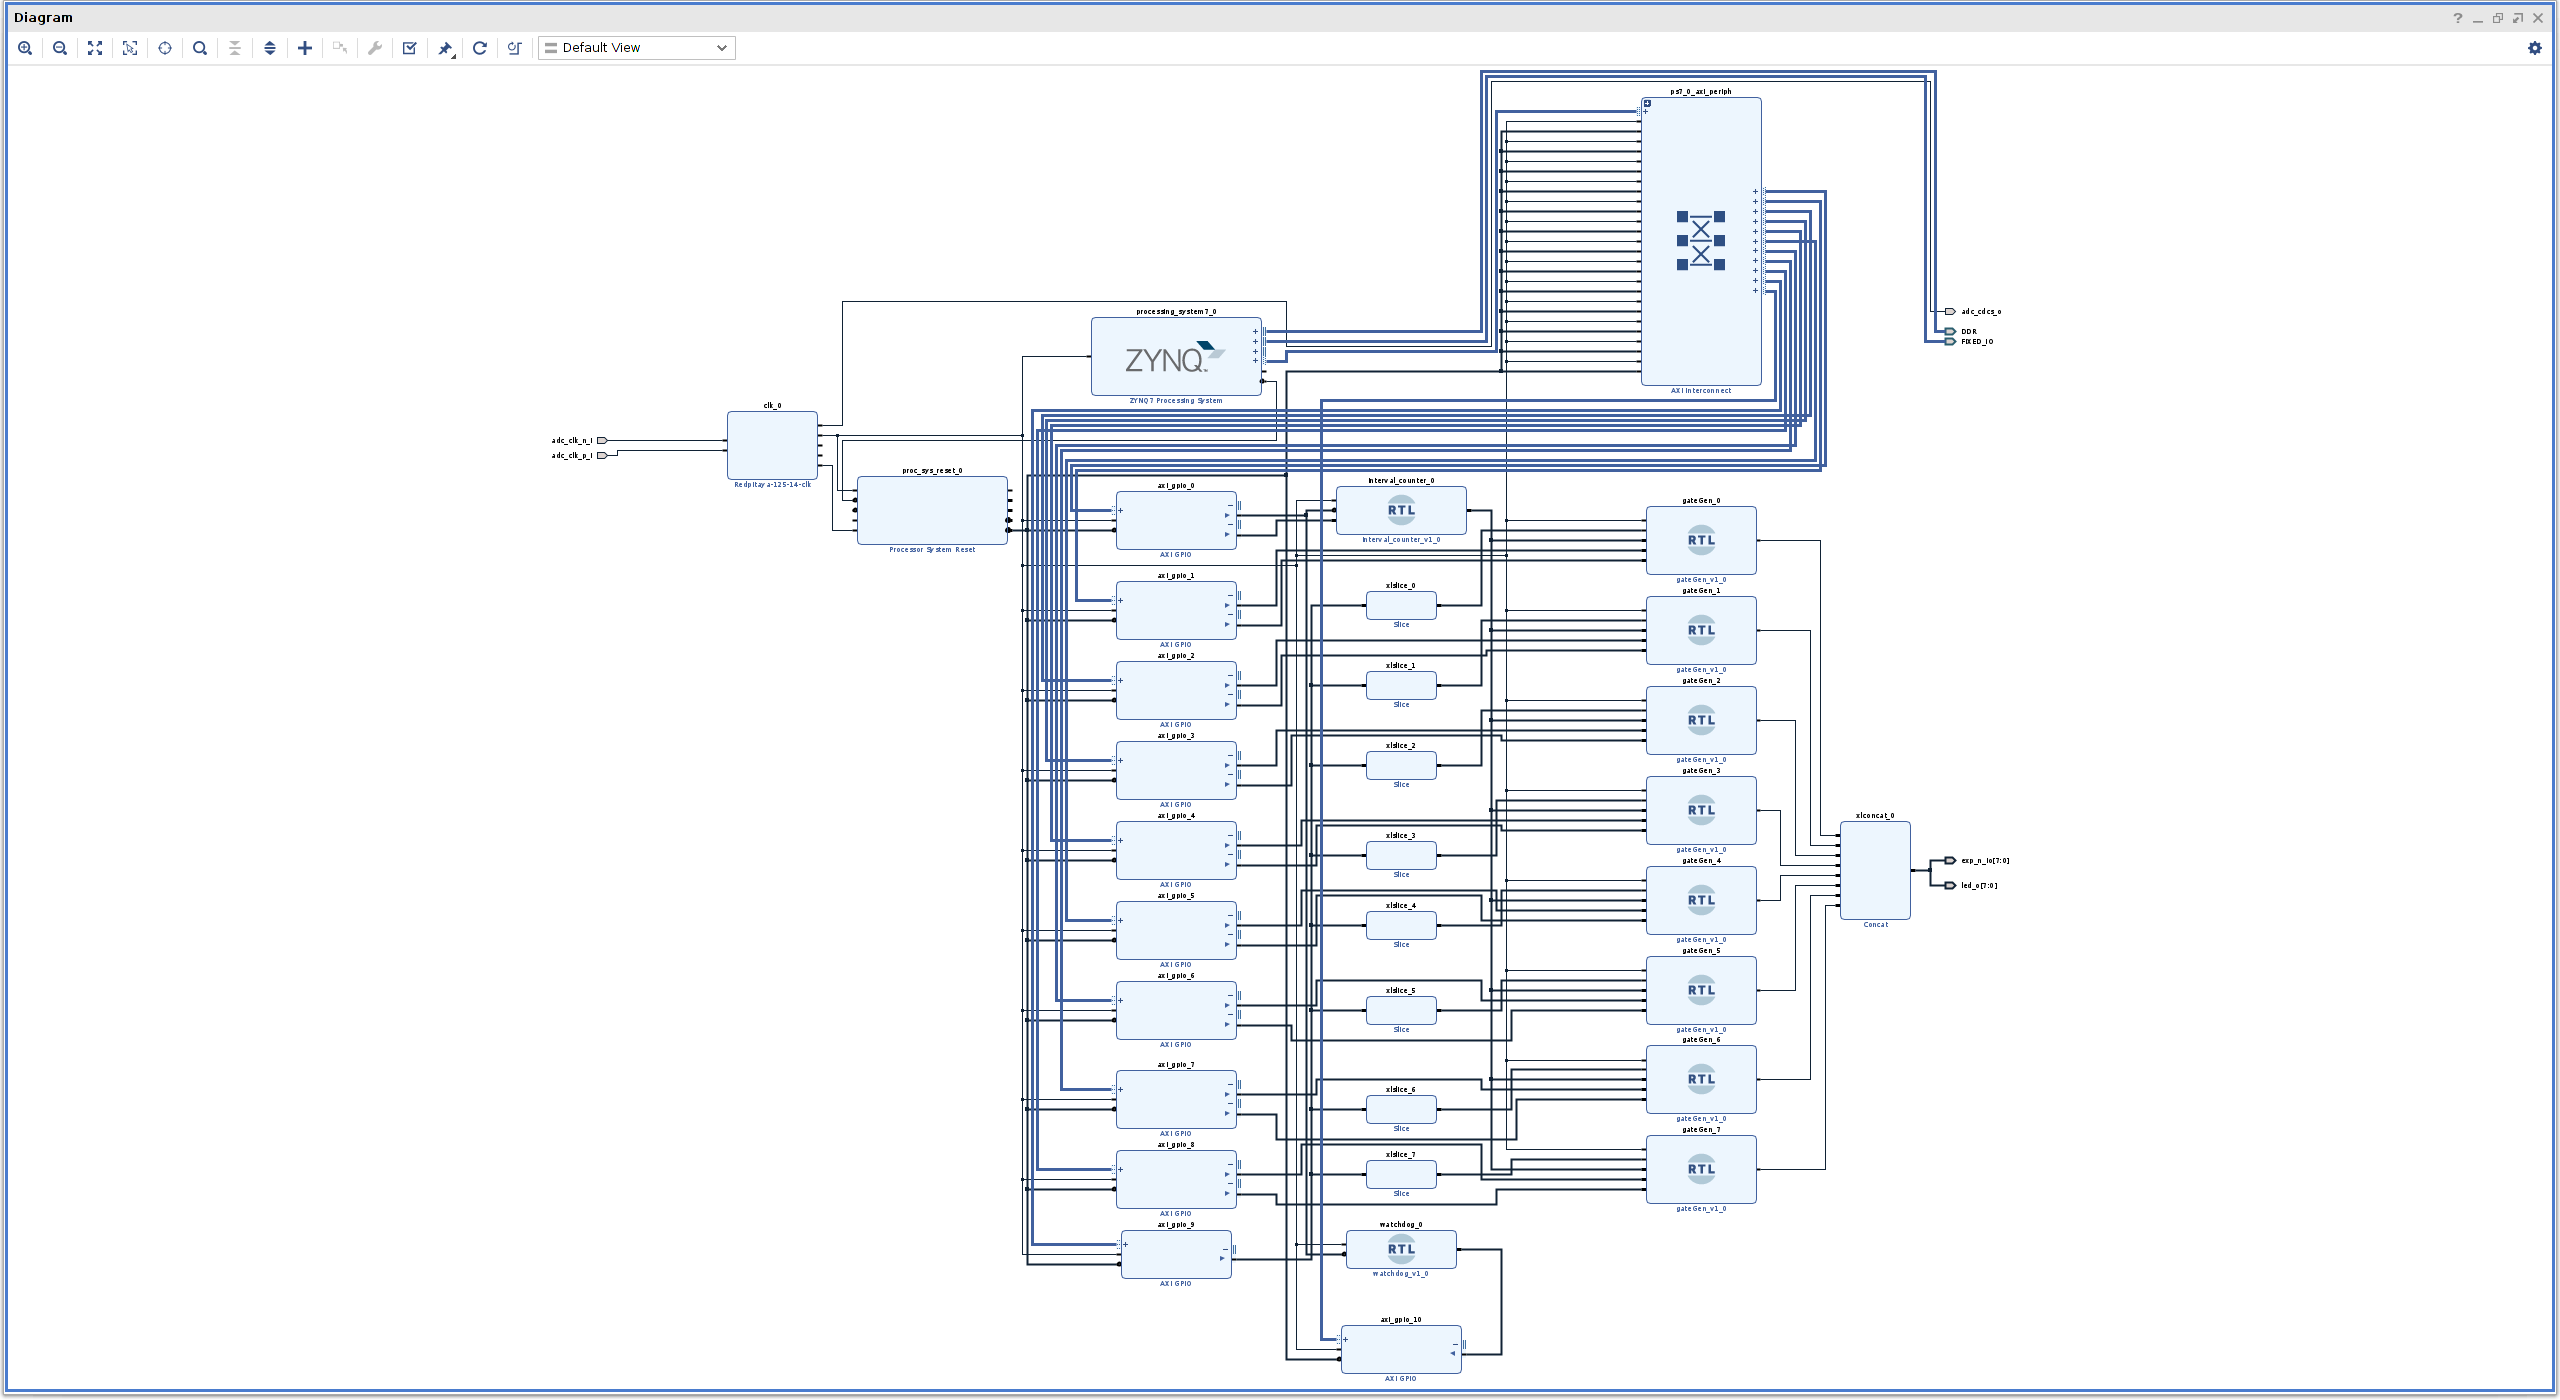 Diagram
Default View
ps7_0_axi_periph
AXI Interconnect
adc_cdcs_o
DDR
FIXED_IO
processing_system7_0
ZYNQ
ZYNQ7 Processing System
clk_0
Redpitaya-125-14-clk
adc_clk_n_i
adc_clk_p_i
proc_sys_reset_0
Processor System Reset
axi_gpio_0
AXI GPIO
axi_gpio_1
AXI GPIO
axi_gpio_2
AXI GPIO
axi_gpio_3
AXI GPIO
axi_gpio_4
AXI GPIO
axi_gpio_5
AXI GPIO
axi_gpio_6
AXI GPIO
axi_gpio_7
AXI GPIO
axi_gpio_8
AXI GPIO
axi_gpio_9
AXI GPIO
interval_counter_0
RTL
interval_counter_v1_0
xlslice_0
Slice
xlslice_1
Slice
xlslice_2
Slice
xlslice_3
Slice
xlslice_4
Slice
xlslice_5
Slice
xlslice_6
Slice
xlslice_7
Slice
watchdog_0
RTL
watchdog_v1_0
axi_gpio_10
AXI GPIO
gateGen_0
RTL
gateGen_v1_0
gateGen_1
RTL
gateGen_v1_0
gateGen_2
RTL
gateGen_v1_0
gateGen_3
RTL
gateGen_v1_0
gateGen_4
RTL
gateGen_v1_0
gateGen_5
RTL
gateGen_v1_0
gateGen_6
RTL
gateGen_v1_0
gateGen_7
RTL
gateGen_v1_0
xlconcat_0
Concat
exp_n_io[7:0]
led_o[7:0]